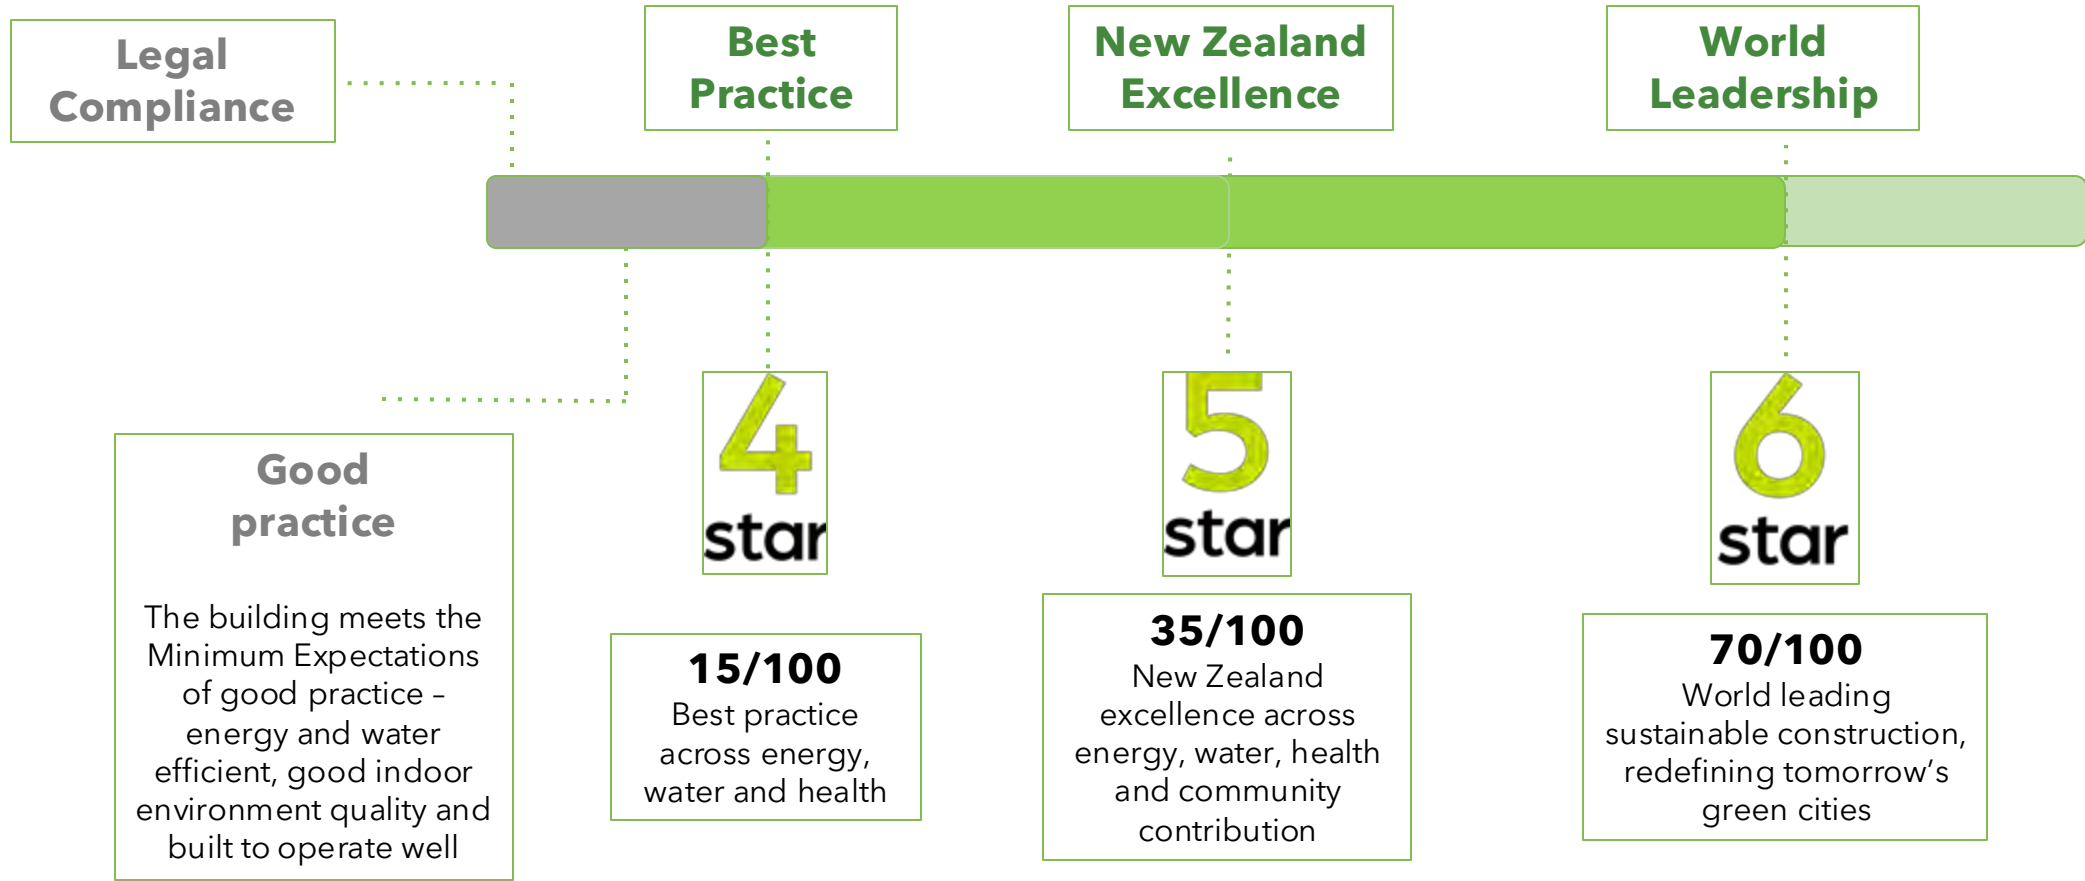 Legal
Compliance
Best
Practice
New Zealand
Excellence
World
Leadership
Good
practice
The building meets the
Minimum Expectations
of good practice –
energy and water
efficient, good indoor
environment quality and
built to operate well
4
star
15/100
Best practice
across energy,
water and health
5
star
35/100
New Zealand
excellence across
energy, water, health
and community
contribution
6
star
70/100
World leading
sustainable construction,
redefining tomorrow’s
green cities